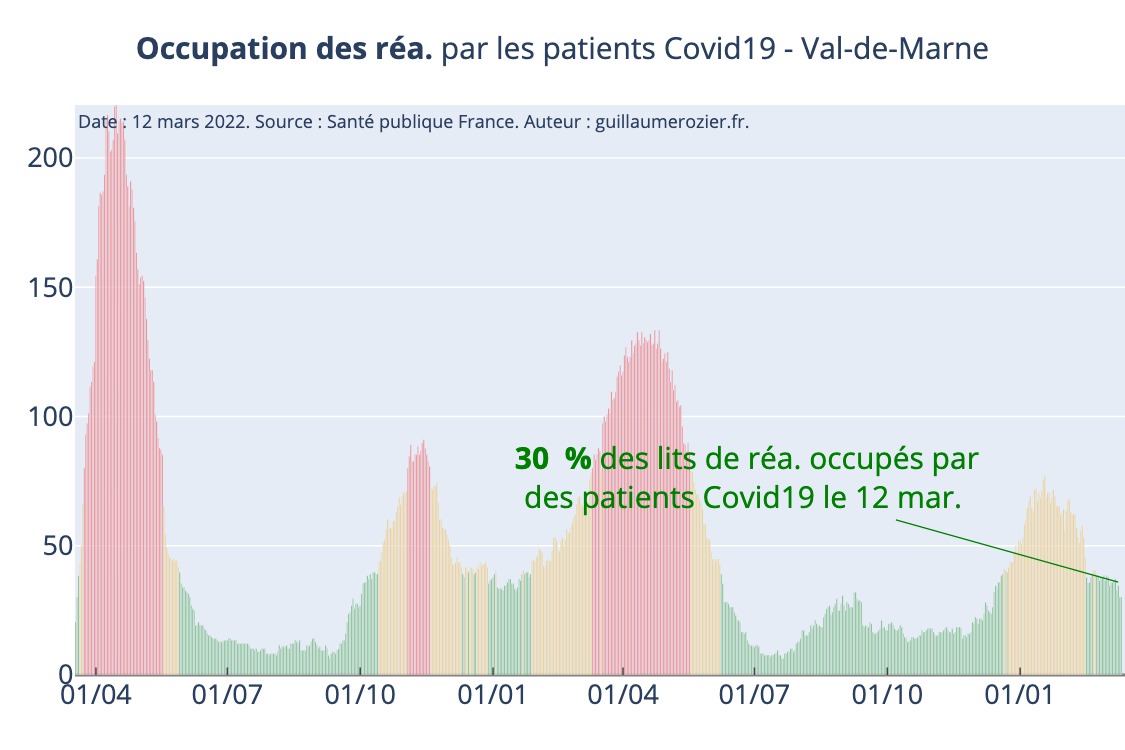 Occupation des réa. par les patients Covid19 - Val-de-Marne
Date : 12 mars 2022. Source : Santé publique France. Auteur : guillaumerozier.fr.
200
150
100
50
0
30  % des lits de réa. occupés par
des patients Covid19 le 12 mar.
01/04 01/07 01/10 01/01 01/04 01/07 01/10 01/01